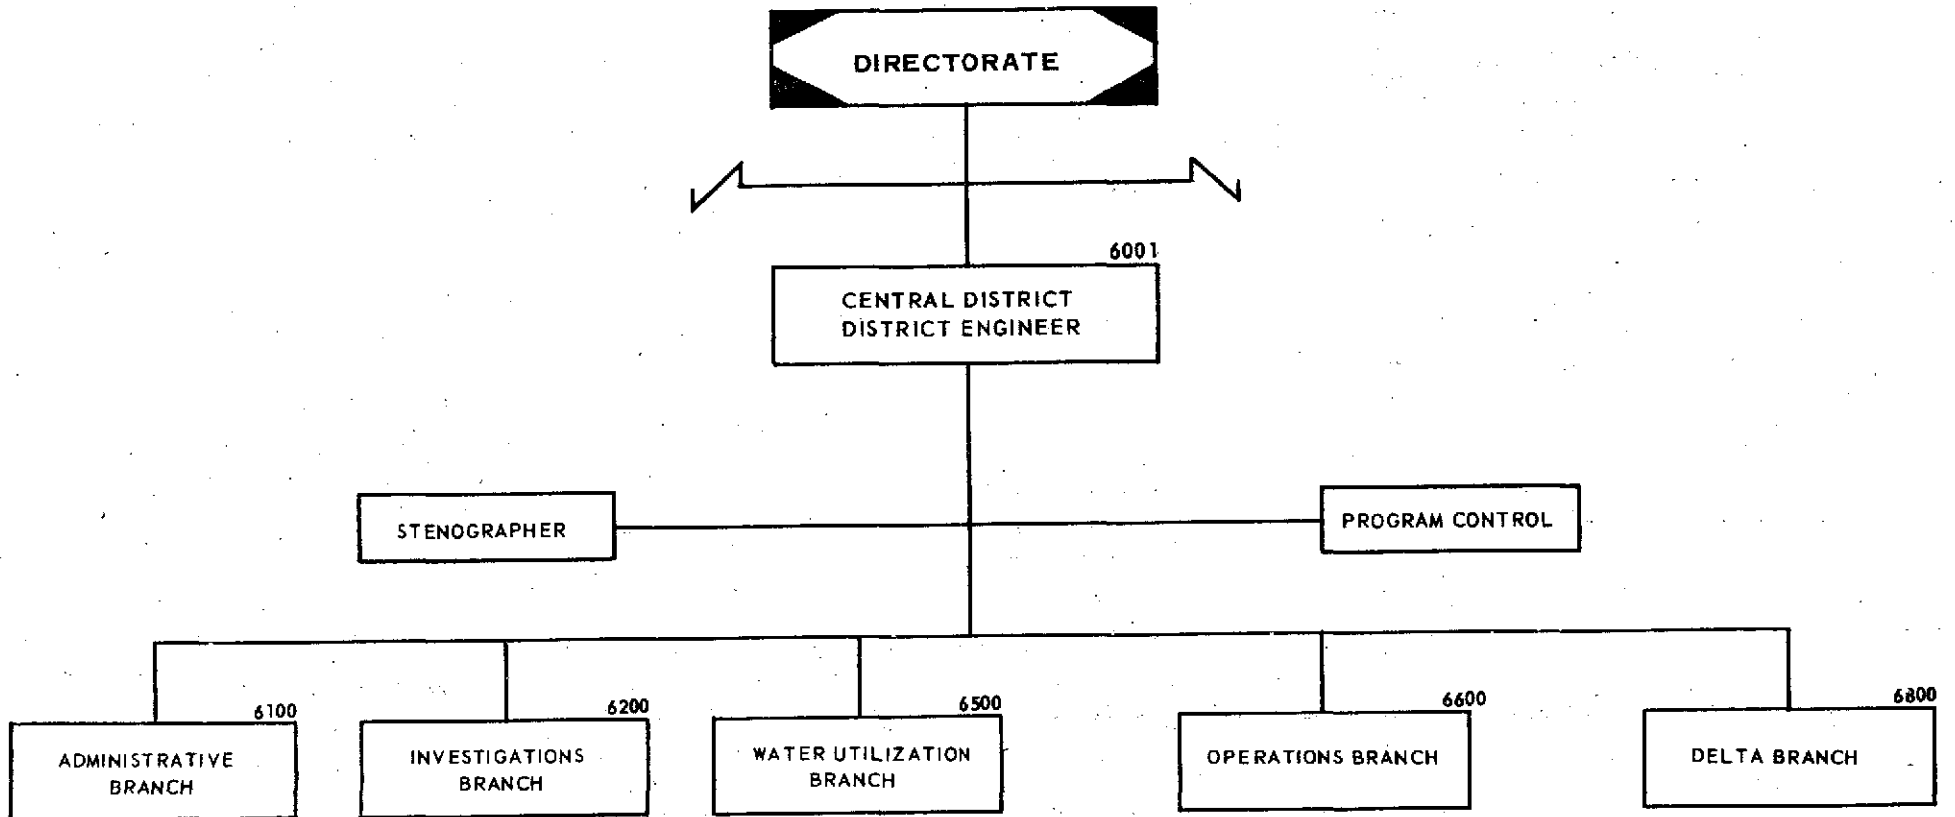 DIRECTORATE
6001
CENTRAL DISTRICT
DISTRICT ENGINEER
STENOGRAPHER
PROGRAM CONTROL
6100
ADMINISTRATIVE
BRANCH
6200
INVESTIGATIONS
BRANCH
6500
WATER UTILIZATION
BRANCH
6600
OPERATIONS BRANCH
6800
DELTA BRANCH